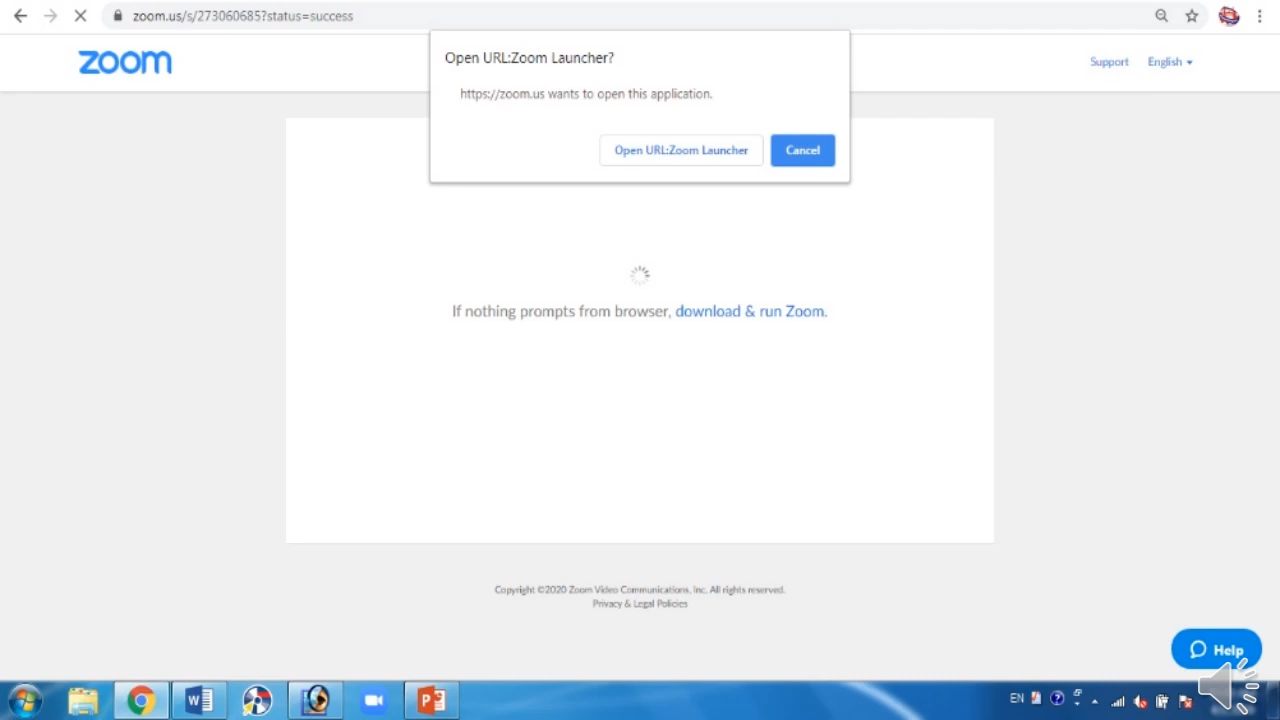 zoom.us/s/273060685?status=success
Open URL:Zoom Launcher?
https://zoom.us wants to open this application.
Open URL:Zoom Launcher
Cancel
zoom
Support
English
If nothing prompts from browser, download & run Zoom.
Copyright ©2020 Zoom Video Communications, Inc. All rights reserved.
Privacy & Legal Policies
Help
EN